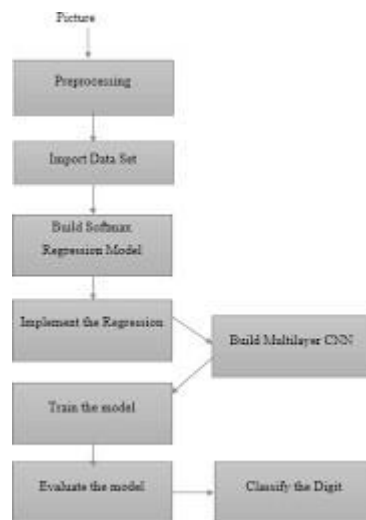 Picture
Preprocessing
Import Data Set
Build Softmax
Regression Model
Implement the Regression
Build Multilayer CNN
Train the model
Evaluate the model
Classify the Digit